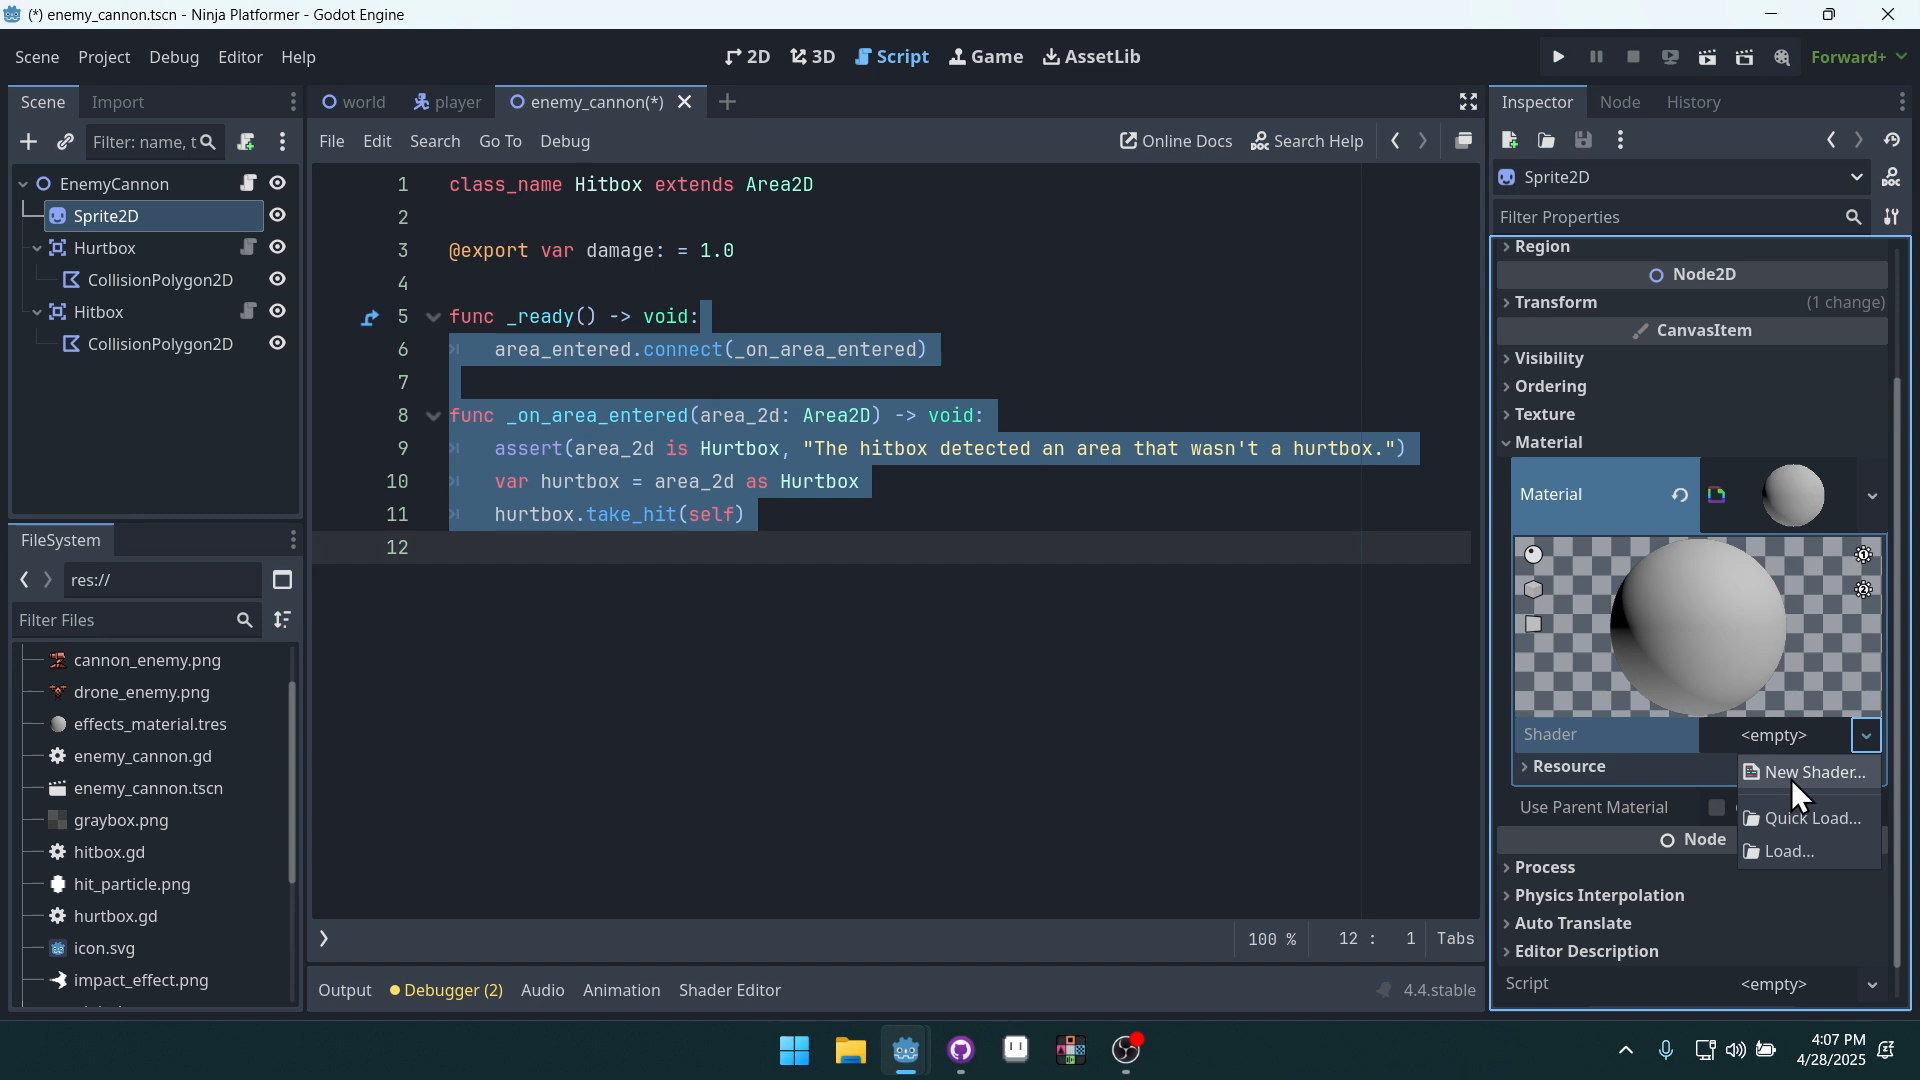 (*) enemy_cannon.tscn - Ninja Platformer - Godot Engine
Scene Project Debug Editor Help
2D 3D Script Game AssetLib
Forward+
Scene Import
world player enemy_cannon(*)
Inspector Node History
Filter: name, t
File Edit Search Go To Debug
Online Docs Search Help
EnemyCannon
Sprite2D
Hurtbox
CollisionPolygon2D
Hitbox
CollisionPolygon2D
1 class_name Hitbox extends Area2D
2
3 @export var damage: = 1.0
4
5 func _ready() -> void:
6 area_entered.connect(_on_area_entered)
7
8 func _on_area_entered(area_2d: Area2D) -> void:
9 assert(area_2d is Hurtbox, "The hitbox detected an area that wasn't a hurtbox.")
10 var hurtbox = area_2d as Hurtbox
11 hurtbox.take_hit(self)
12
100 % 12 : 1 Tabs
Output Debugger (2) Audio Animation Shader Editor
4.4.stable
FileSystem
res://
Filter Files
cannon_enemy.png
drone_enemy.png
effects_material.tres
enemy_cannon.gd
enemy_cannon.tscn
graybox.png
hitbox.gd
hit_particle.png
hurtbox.gd
icon.svg
impact_effect.png
Sprite2D
Filter Properties
Region
Node2D
Transform (1 change)
CanvasItem
Visibility
Ordering
Texture
Material
Material
1
2
Shader <empty>
Resource
New Shader...
Quick Load...
Load...
Use Parent Material
Node
Process
Physics Interpolation
Auto Translate
Editor Description
Script <empty>
4:07 PM
4/28/2025